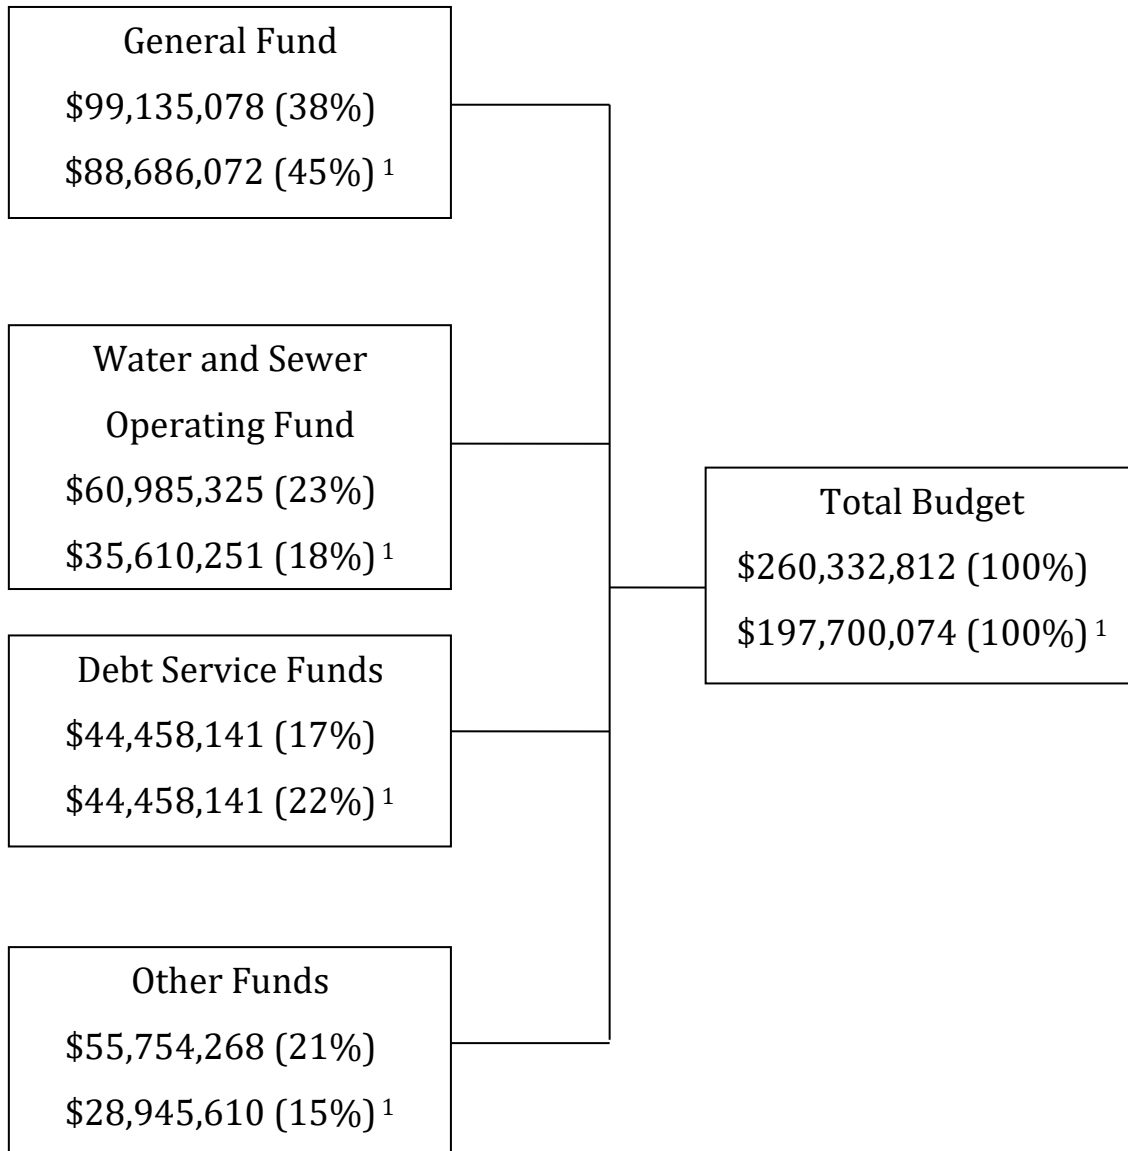 General Fund
$99,135,078 (38%)
$88,686,072 (45%) 1
Water and Sewer
Operating Fund
$60,985,325 (23%)
$35,610,251 (18%) 1
Total Budget
$260,332,812 (100%)
$197,700,074 (100%) 1
Debt Service Funds
$44,458,141 (17%)
$44,458,141 (22%) 1
Other Funds
$55,754,268 (21%)
$28,945,610 (15%) 1